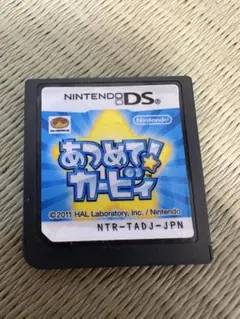 NINTENDO DS
Nintendo
あつめて!
カービィ
©2011 HAL Laboratory, Inc. / Nintendo
NTR-TADJ-JPN